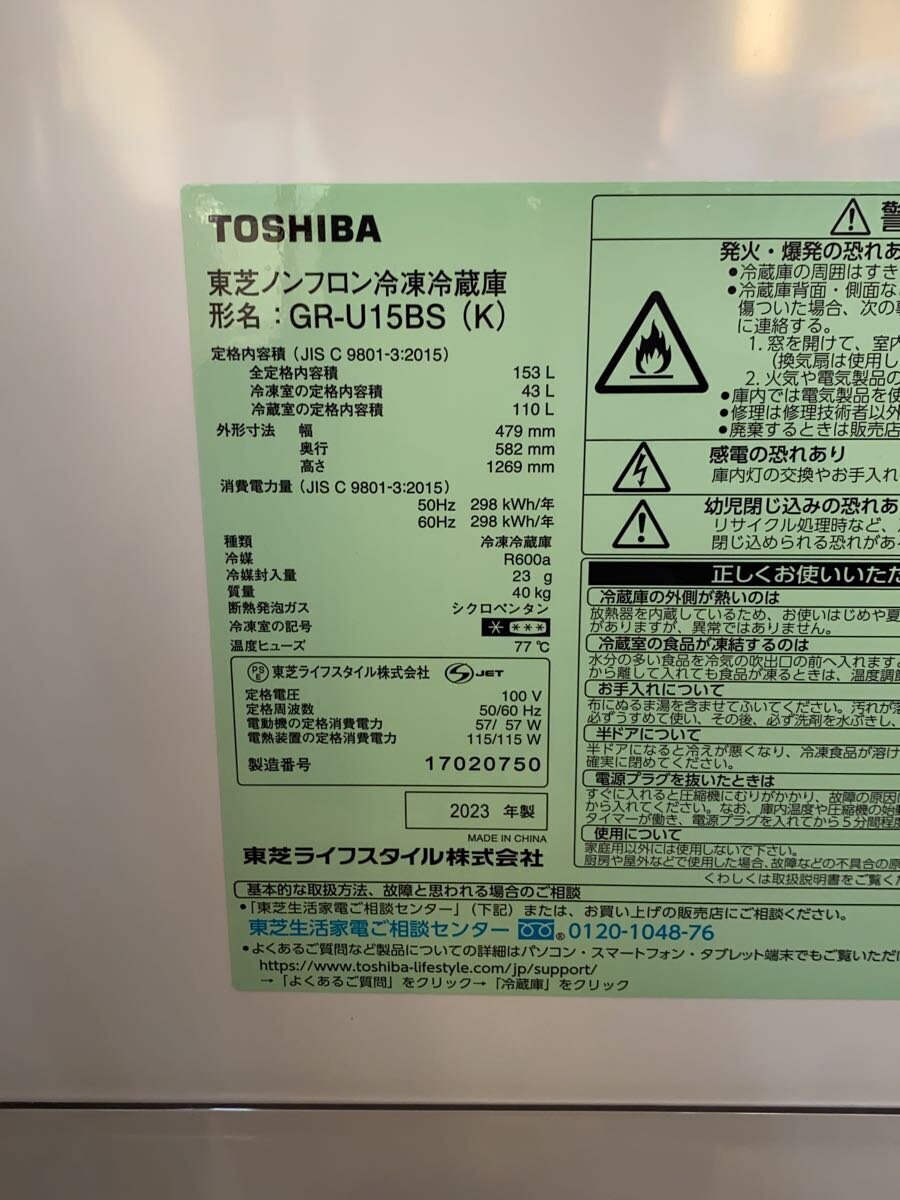 TOSHIBA
東芝ノンフロン冷凍冷蔵庫
形名:GR-U15BS (K)
定格内容積 (JIS C 9801-3:2015)
全定格内容積 153 L
冷凍室の定格内容積 43 L
冷蔵室の定格内容積 110 L
外形寸法 幅 479 mm
奥行 582 mm
高さ 1269 mm
消費電力量 (JIS C 9801-3:2015)
50Hz 298 kWh/年
60Hz 298 kWh/年
種類 冷凍冷蔵庫
冷媒 R600a
冷媒封入量 23 g
質量 40 kg
断熱発泡ガス シクロペンタン
冷凍室の記号
温度ヒューズ 77 ℃
PSE 東芝ライフスタイル株式会社 JET
定格電圧 100 V
定格周波数 50/60 Hz
電動機の定格消費電力 57/ 57 W
電熱装置の定格消費電力 115/115 W
製造番号 17020750
2023 年製
MADE IN CHINA
東芝ライフスタイル株式会社
警
発火・爆発の恐れあ
●冷蔵庫の周囲はすき
●冷蔵庫背面・側面な
傷ついた場合、次の
に連絡する。
1. 窓を開けて、室内
(換気扇は使用し
2. 火気や電気製品の
●庫内では電気製品を使
●修理は修理技術者以外
●廃棄するときは販売店
感電の恐れあり
庫内灯の交換やお手入れ
幼児閉じ込みの恐れあ
リサイクル処理時など、
閉じ込められる恐れがあ
正しくお使いいただ
冷蔵庫の外側が熱いのは
放熱器を内蔵しているため、お使いはじめや夏
がありますが、異常ではありません。
冷蔵室の食品が凍結するのは
水分の多い食品を冷気の吹出口の前へ入れますと
から離して入れても食品が凍るときは、温度調節
お手入れについて
布にぬるま湯を含ませてふいてください。汚れが落
必ずうすめて使い、その後、必ず洗剤を水ぶきし、
半ドアについて
半ドアになると冷えが悪くなり、冷凍食品が溶け
確実に閉めてください。
電源プラグを抜いたときは
すぐに入れると圧縮機にむりがかかり、故障の原因に
から入れてください。なお、庫内温度や圧縮機の始動
タイマーが働き、電源プラグを入れてから5分間程度
使用について
家庭用以外には使用しないで下さい。
厨房や屋外などで使用した場合、故障などの不具合の原
くわしくは取扱説明書をご覧くだ
基本的な取扱方法、故障と思われる場合のご相談
●「東芝生活家電ご相談センター」(下記) または、お買い上げの販売店にご相談ください。
東芝生活家電ご相談センター ®0120-1048-76
●よくあるご質問など製品についての詳細はパソコン・スマートフォン・タブレット端末でもご覧いただけ
https://www.toshiba-lifestyle.com/jp/support/
→「よくあるご質問」をクリック→「冷蔵庫」をクリック